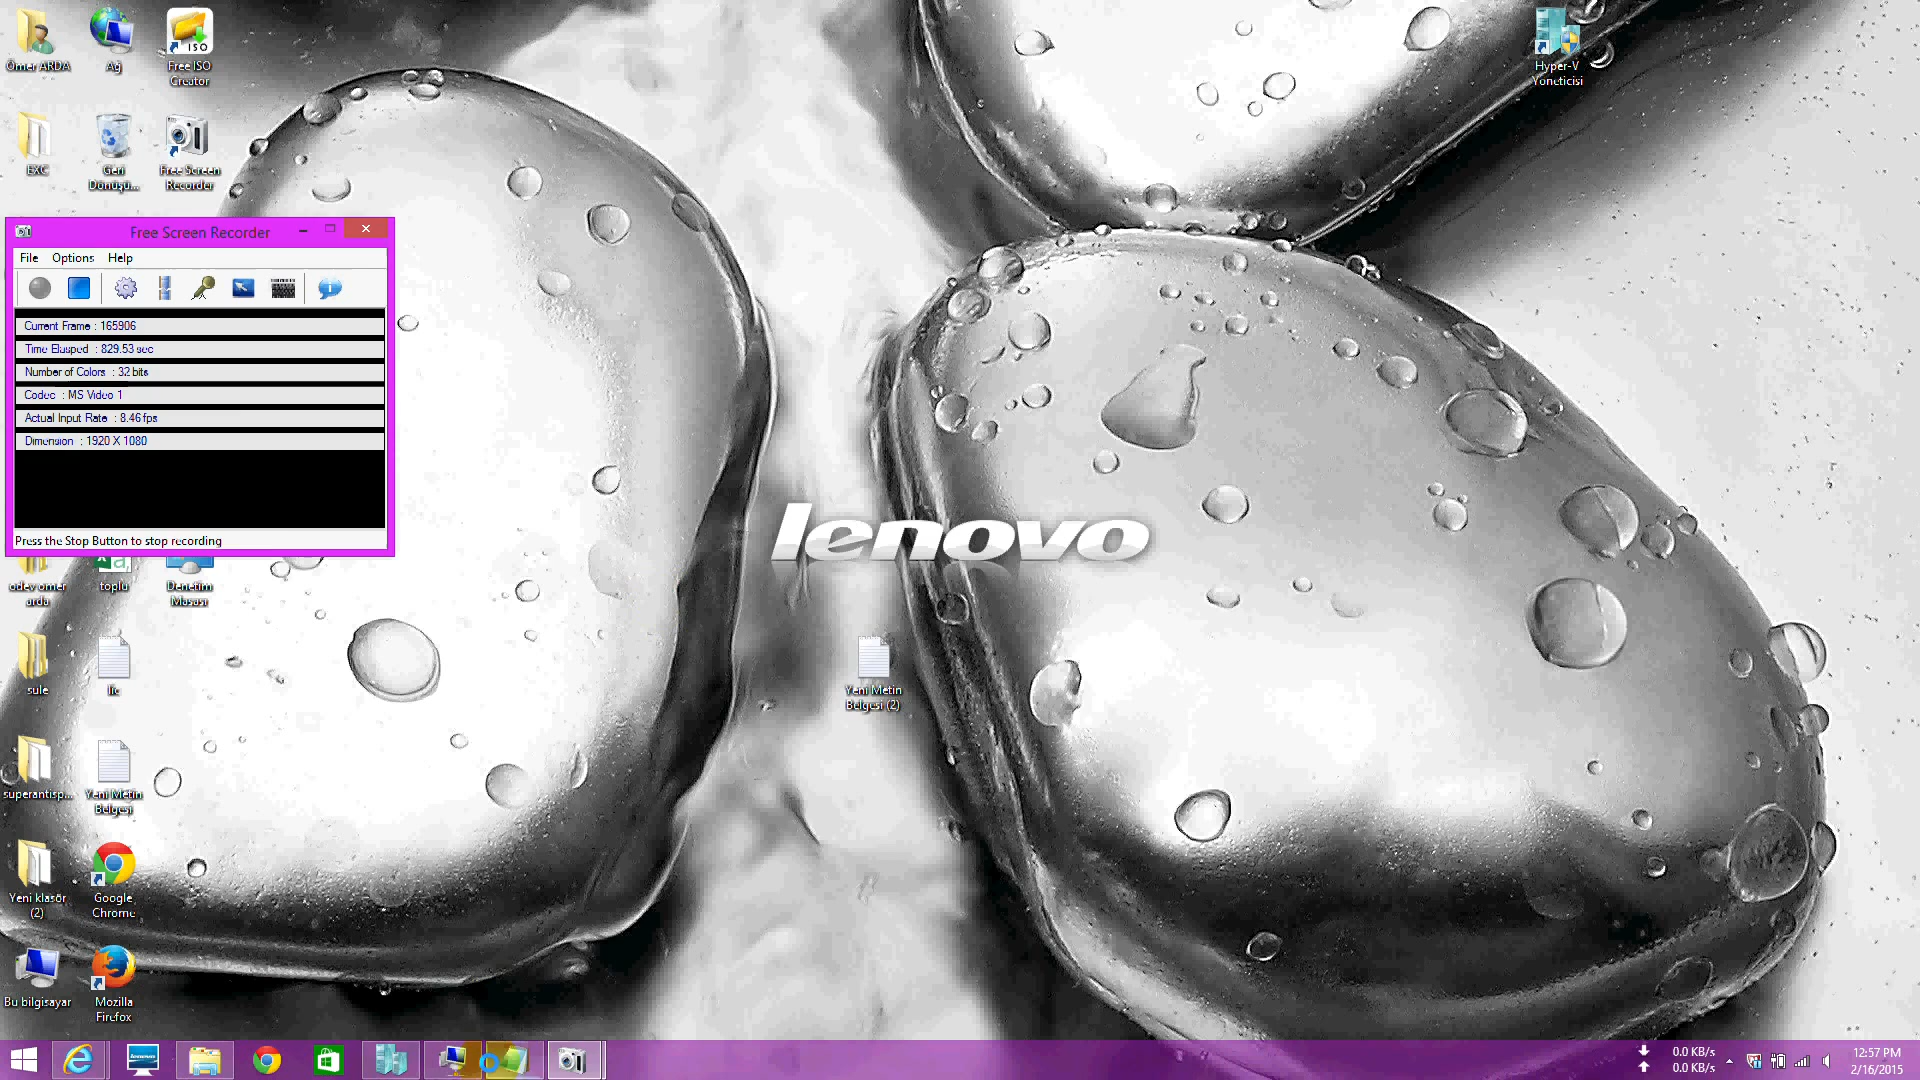 Ömer ARDA
Ağ
Free ISO
Creator
Hyper-V
Yöneticisi
EXC
Geri
Dönüşü...
Free Screen
Recorder
Free Screen Recorder
File Options Help
Current Frame : 165906
Time Elasped : 829.53 sec
Number of Colors : 32 bits
Codec : MS Video 1
Actual Input Rate : 8.46 fps
Dimension : 1920 X 1080
Press the Stop Button to stop recording
lenovo
odev omer
arda
toplu
Denetim
Masası
sule
lic
Yeni Metin
Belgesi (2)
superantisp...
Yeni Metin
Belgesi
Yeni klasör
(2)
Google
Chrome
Bu bilgisayar
Mozilla
Firefox
0.0 KB/s
0.0 KB/s
12:57 PM
2/16/2015